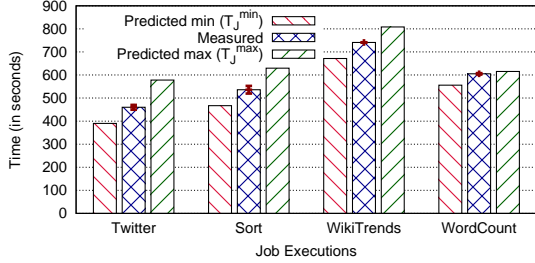 900
800
700
600
500
400
300
200
100
0
Time (in seconds)
Predicted min (T_J^min)
Measured
Predicted max (T_J^max)
Twitter Sort WikiTrends WordCount
Job Executions